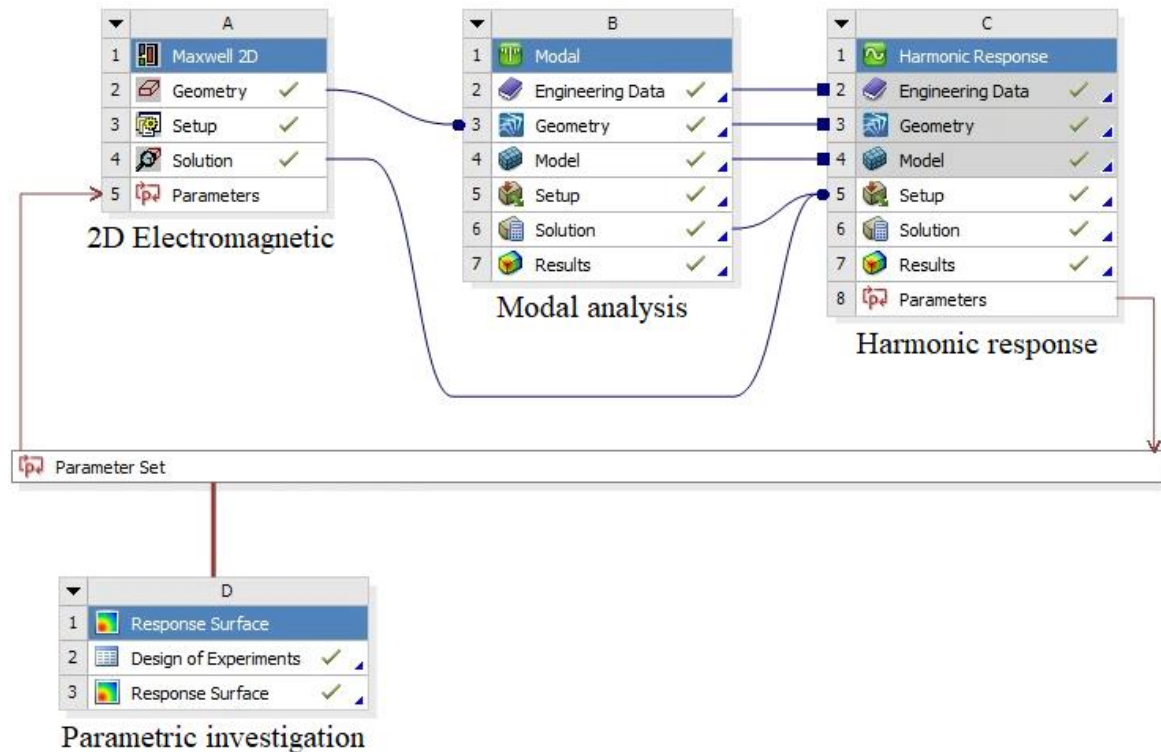 A
1 Maxwell 2D
2 Geometry
3 Setup
4 Solution
5 Parameters
2D Electromagnetic
B
1 Modal
2 Engineering Data
3 Geometry
4 Model
5 Setup
6 Solution
7 Results
Modal analysis
C
1 Harmonic Response
2 Engineering Data
3 Geometry
4 Model
5 Setup
6 Solution
7 Results
8 Parameters
Harmonic response
Parameter Set
D
1 Response Surface
2 Design of Experiments
3 Response Surface
Parametric investigation